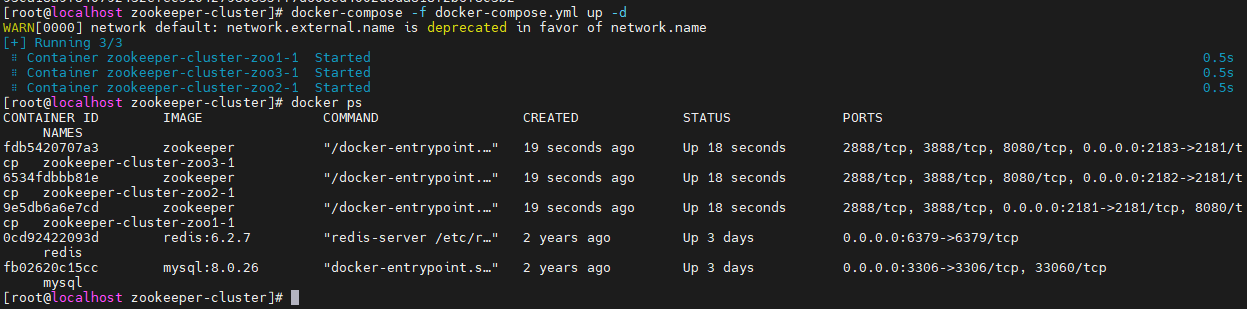 [root@localhost zookeeper-cluster]# docker-compose -f docker-compose.yml up -d
WARN[0000] network default: network.external.name is deprecated in favor of network.name
[+] Running 3/3
⠿ Container zookeeper-cluster-zoo1-1  Started 0.5s
⠿ Container zookeeper-cluster-zoo3-1  Started 0.5s
⠿ Container zookeeper-cluster-zoo2-1  Started 0.5s
[root@localhost zookeeper-cluster]# docker ps
CONTAINER ID   IMAGE   COMMAND   CREATED   STATUS   PORTS
NAMES
fdb5420707a3   zookeeper   "/docker-entrypoint.…"   19 seconds ago   Up 18 seconds   2888/tcp, 3888/tcp, 8080/tcp, 0.0.0.0:2183->2181/t
cp   zookeeper-cluster-zoo3-1
6534fdbbb81e   zookeeper   "/docker-entrypoint.…"   19 seconds ago   Up 18 seconds   2888/tcp, 3888/tcp, 8080/tcp, 0.0.0.0:2182->2181/t
cp   zookeeper-cluster-zoo2-1
9e5db6a6e7cd   zookeeper   "/docker-entrypoint.…"   19 seconds ago   Up 18 seconds   2888/tcp, 3888/tcp, 0.0.0.0:2181->2181/tcp, 8080/t
cp   zookeeper-cluster-zoo1-1
0cd92422093d   redis:6.2.7   "redis-server /etc/r…"   2 years ago   Up 3 days   0.0.0.0:6379->6379/tcp
redis
fb02620c15cc   mysql:8.0.26   "docker-entrypoint.s…"   2 years ago   Up 3 days   0.0.0.0:3306->3306/tcp, 33060/tcp
mysql
[root@localhost zookeeper-cluster]#